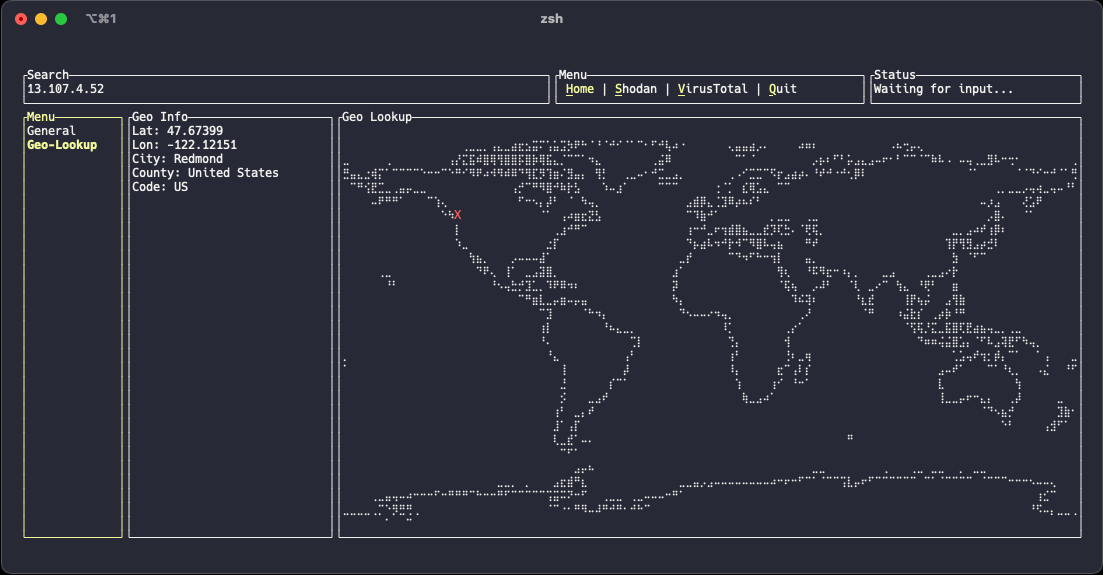 ⌥⌘1
zsh
Search
13.107.4.52
Menu
Home | Shodan | VirusTotal | Quit
Status
Waiting for input...
Menu
General
Geo-Lookup
Geo Info
Lat: 47.67399
Lon: -122.12151
City: Redmond
County: United States
Code: US
Geo Lookup
X